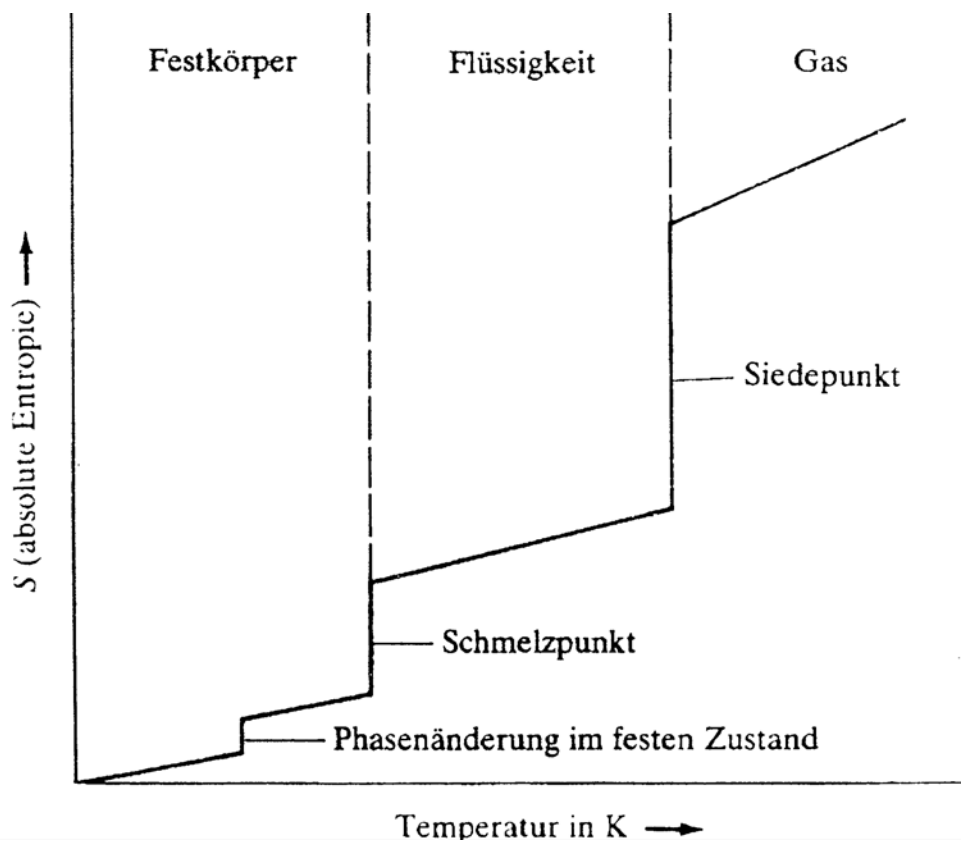 Festkörper
Flüssigkeit
Gas
S (absolute Entropie)
Siedepunkt
Schmelzpunkt
Phasenänderung im festen Zustand
Temperatur in K